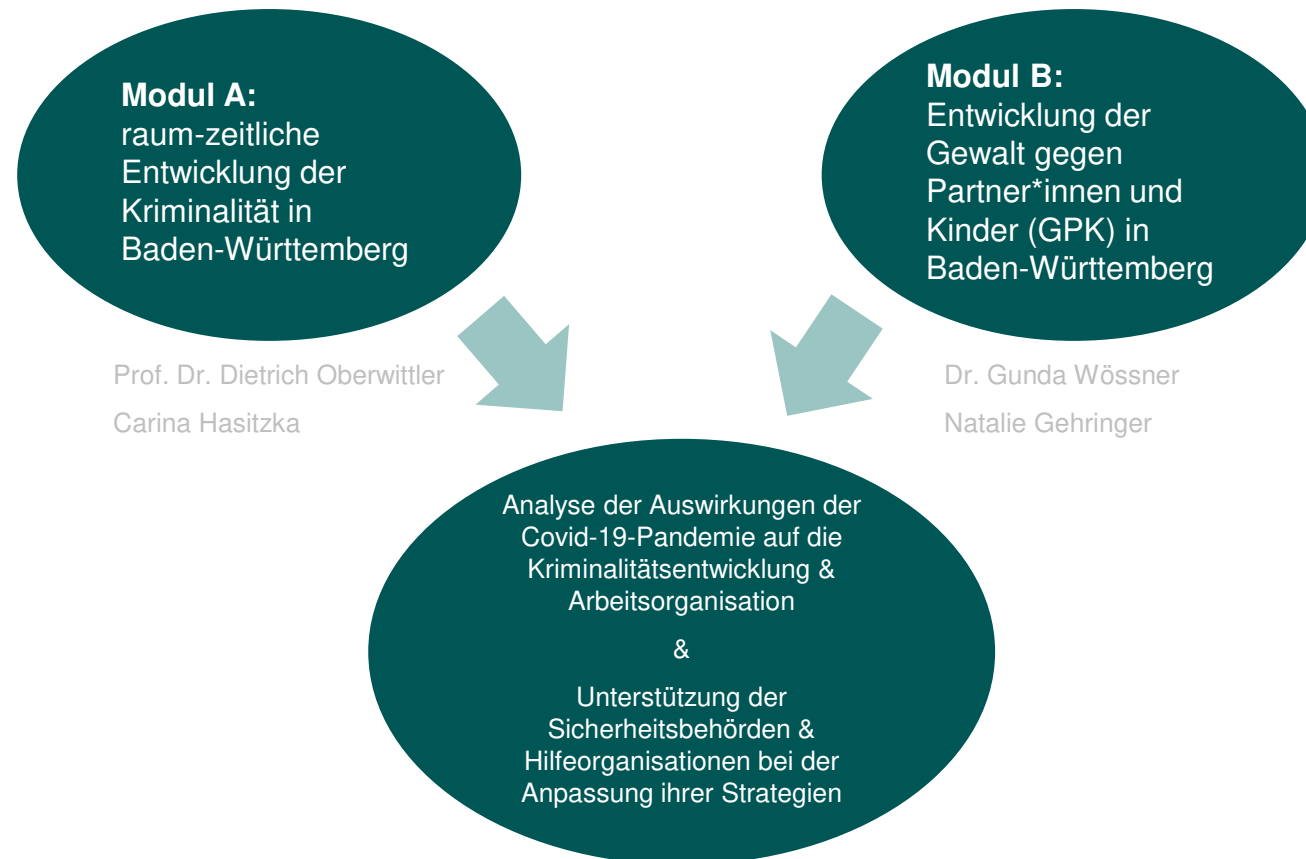 Modul A:
raum-zeitliche
Entwicklung der
Kriminalität in
Baden-Württemberg
Prof. Dr. Dietrich Oberwittler
Carina Hasitzka
Modul B:
Entwicklung der
Gewalt gegen
Partner*innen und
Kinder (GPK) in
Baden-Württemberg
Dr. Gunda Wössner
Natalie Gehringer
Analyse der Auswirkungen der
Covid-19-Pandemie auf die
Kriminalitätsentwicklung &
Arbeitsorganisation
&
Unterstützung der
Sicherheitsbehörden &
Hilfeorganisationen bei der
Anpassung ihrer Strategien